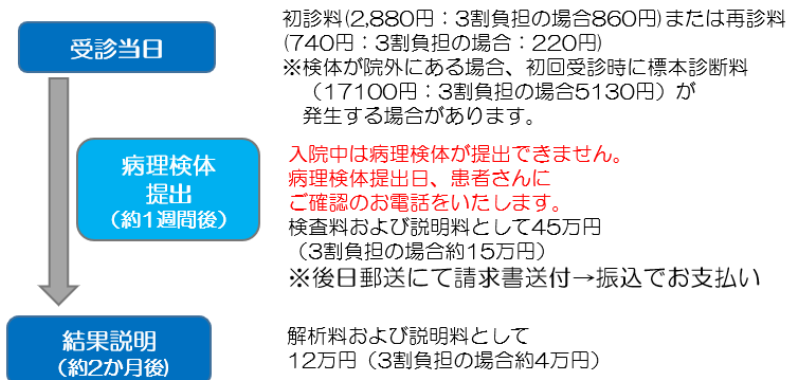 受診当日
初診料(2,880円：3割負担の場合860円)または再診料
(740円：3割負担の場合：220円)
※検体が院外にある場合、初回受診時に標本診断料
（17100円：3割負担の場合5130円）が
発生する場合があります。
病理検体
提出
（約1週間後）
入院中は病理検体が提出できません。
病理検体提出日、患者さんに
ご確認のお電話をいたします。
検査料および説明料として45万円
（3割負担の場合約15万円）
※後日郵送にて請求書送付→振込でお支払い
結果説明
（約2か月後）
解析料および説明料として
12万円（3割負担の場合約4万円）